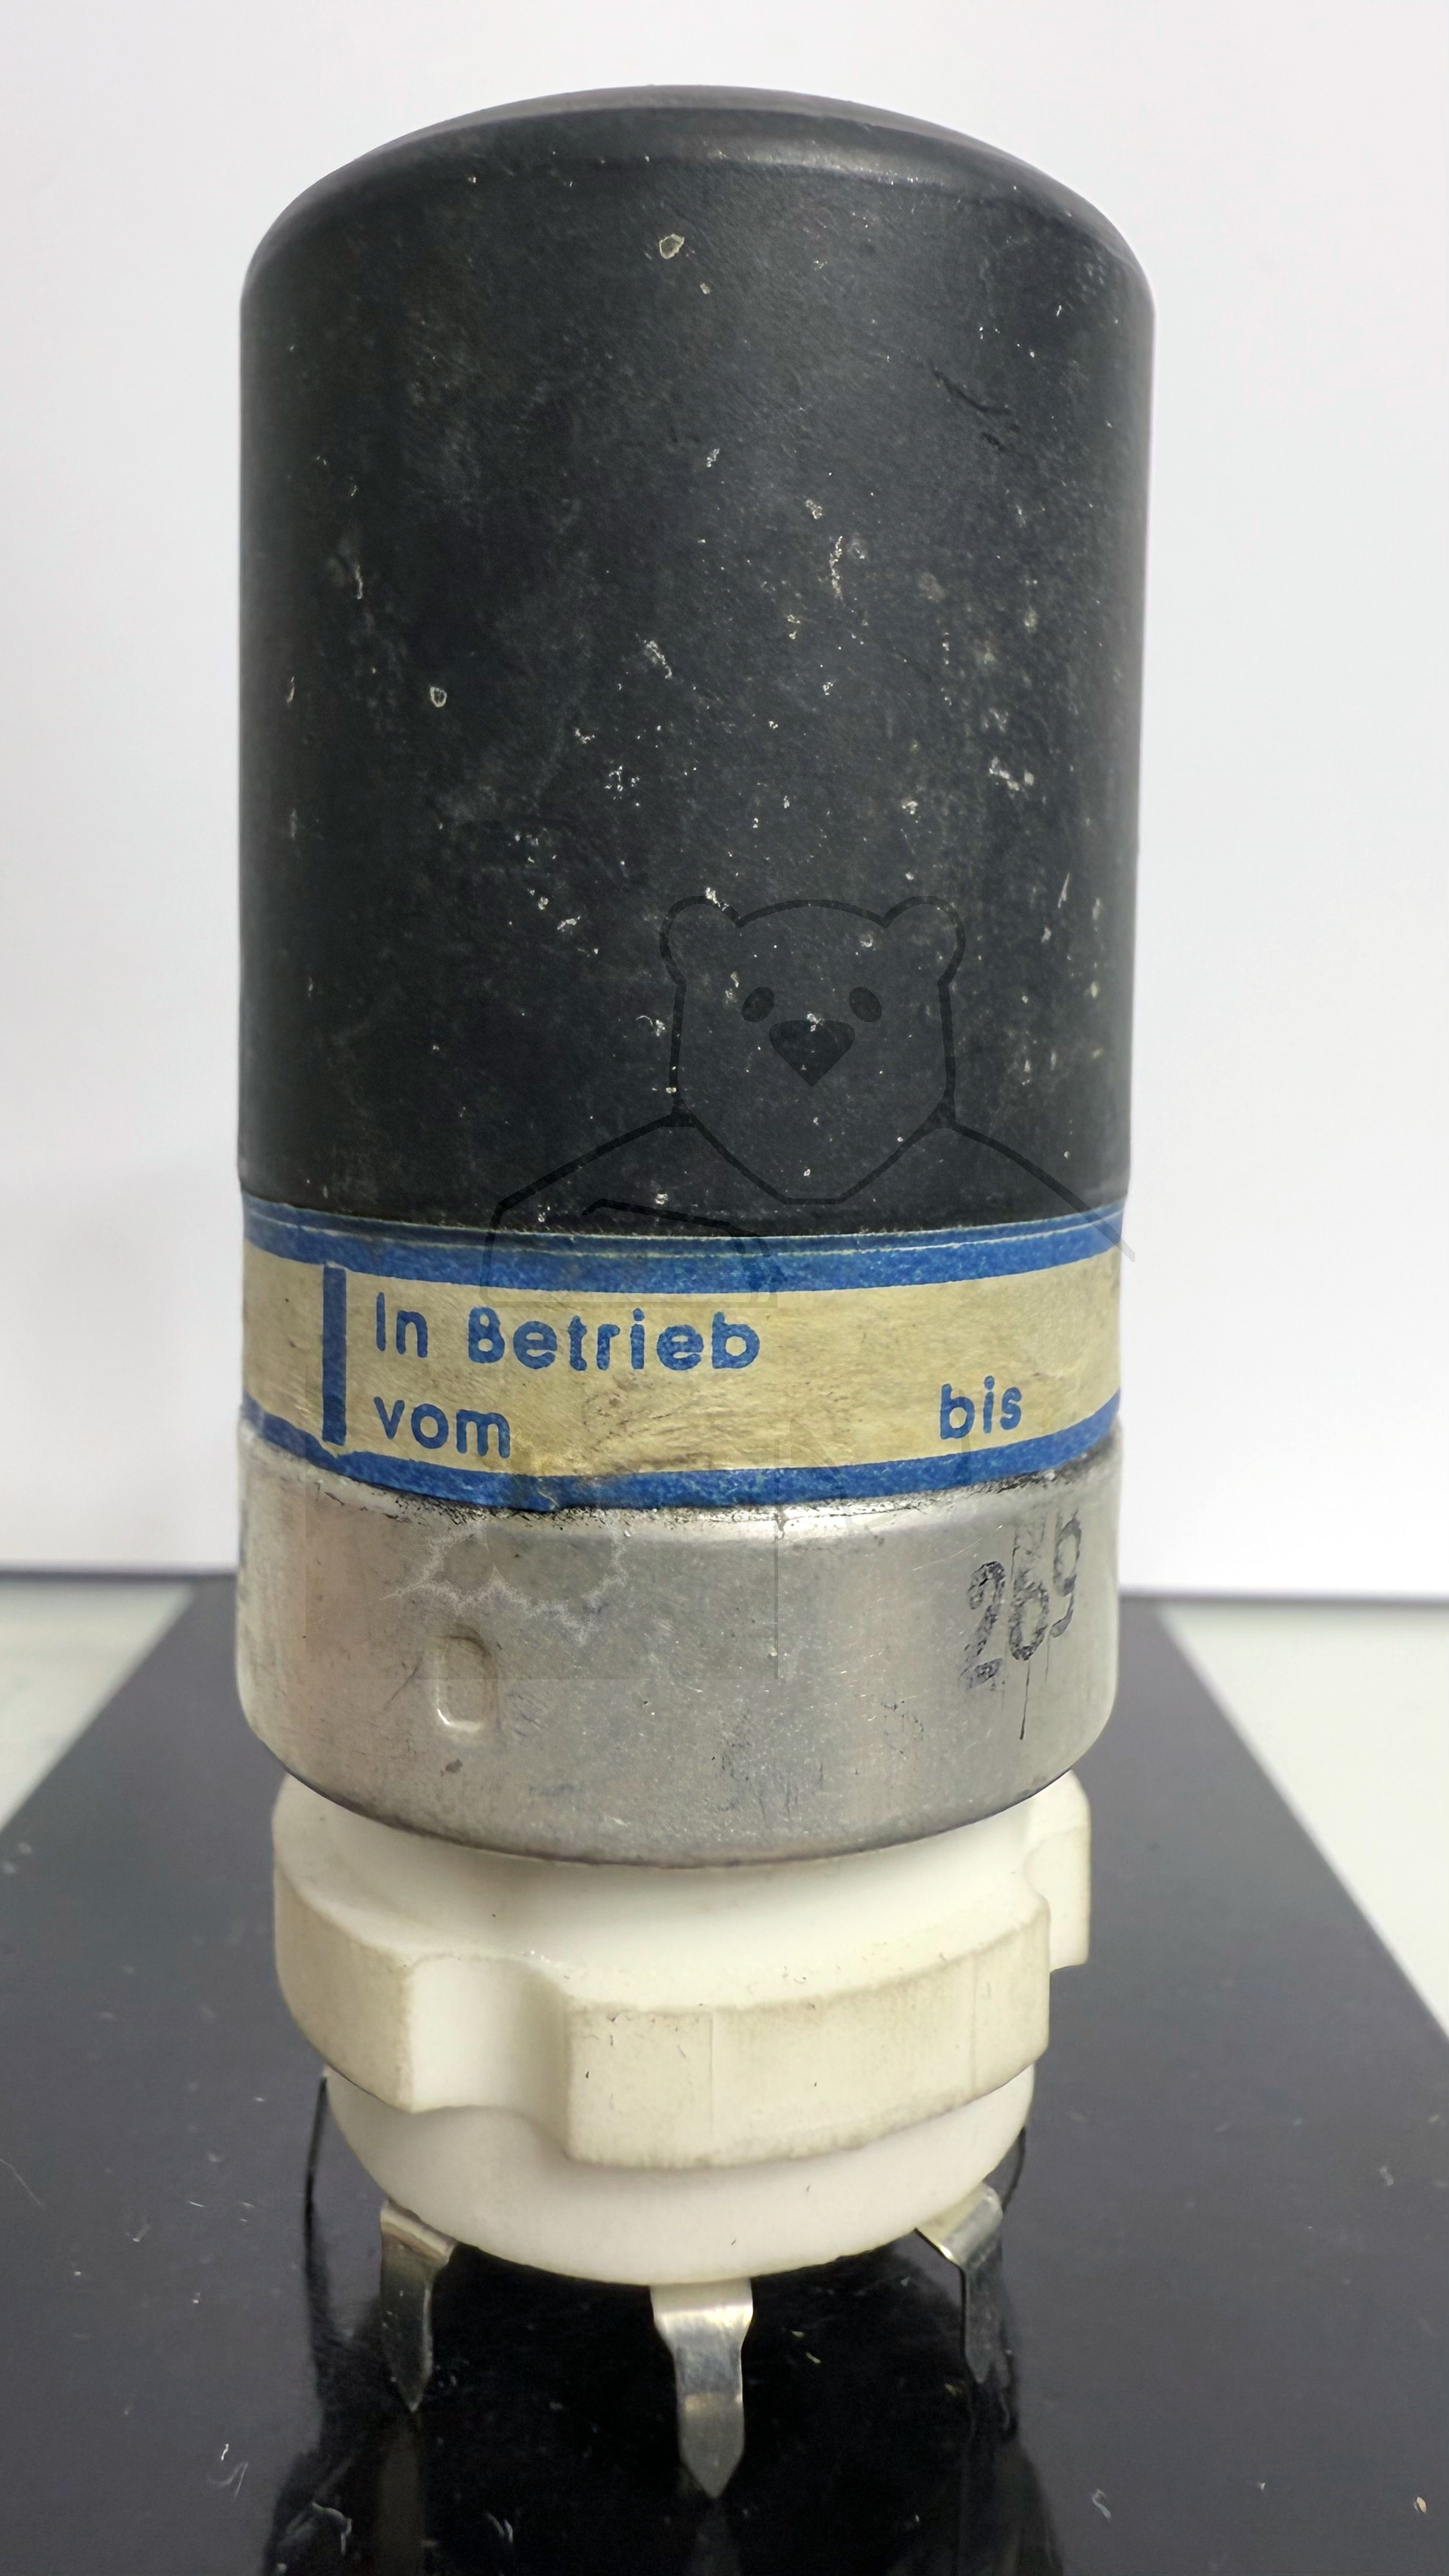 In Betrieb
vom bis
269